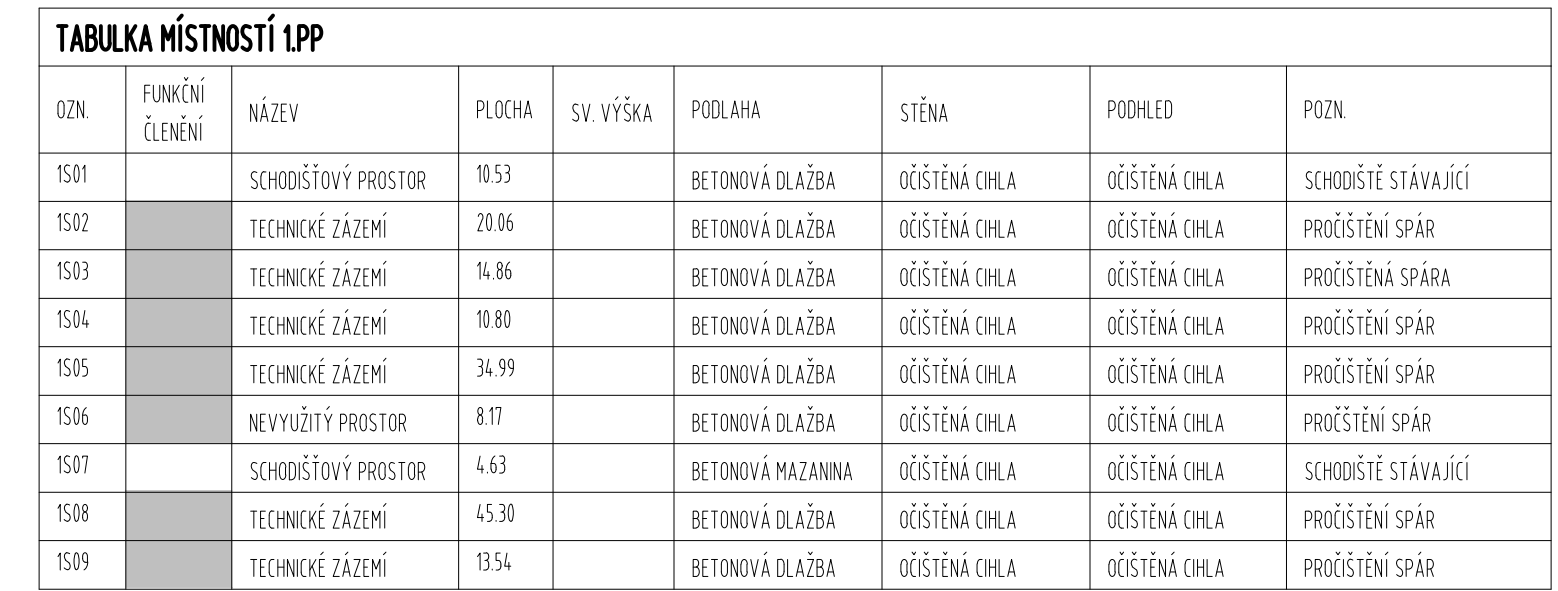 TABULKA MÍSTNOSTÍ 1.PP
OZN. FUNKČNÍ ČLENĚNÍ NÁZEV PLOCHA SV. VÝŠKA PODLAHA STĚNA PODHLED POZN.
1S01 SCHODIŠŤOVÝ PROSTOR 10.53 BETONOVÁ DLAŽBA OČIŠTĚNÁ CIHLA OČIŠTĚNÁ CIHLA SCHODIŠTĚ STÁVAJÍCÍ
1S02 TECHNICKÉ ZÁZEMÍ 20.06 BETONOVÁ DLAŽBA OČIŠTĚNÁ CIHLA OČIŠTĚNÁ CIHLA PROČIŠTĚNÍ SPÁR
1S03 TECHNICKÉ ZÁZEMÍ 14.86 BETONOVÁ DLAŽBA OČIŠTĚNÁ CIHLA OČIŠTĚNÁ CIHLA PROČIŠTĚNÁ SPÁRA
1S04 TECHNICKÉ ZÁZEMÍ 10.80 BETONOVÁ DLAŽBA OČIŠTĚNÁ CIHLA OČIŠTĚNÁ CIHLA PROČIŠTĚNÍ SPÁR
1S05 TECHNICKÉ ZÁZEMÍ 34.99 BETONOVÁ DLAŽBA OČIŠTĚNÁ CIHLA OČIŠTĚNÁ CIHLA PROČIŠTĚNÍ SPÁR
1S06 NEVYUŽITÝ PROSTOR 8.17 BETONOVÁ DLAŽBA OČIŠTĚNÁ CIHLA OČIŠTĚNÁ CIHLA PROČŠTĚNÍ SPÁR
1S07 SCHODIŠŤOVÝ PROSTOR 4.63 BETONOVÁ MAZANINA OČIŠTĚNÁ CIHLA OČIŠTĚNÁ CIHLA SCHODIŠTĚ STÁVAJÍCÍ
1S08 TECHNICKÉ ZÁZEMÍ 45.30 BETONOVÁ DLAŽBA OČIŠTĚNÁ CIHLA OČIŠTĚNÁ CIHLA PROČIŠTĚNÍ SPÁR
1S09 TECHNICKÉ ZÁZEMÍ 13.54 BETONOVÁ DLAŽBA OČIŠTĚNÁ CIHLA OČIŠTĚNÁ CIHLA PROČIŠTĚNÍ SPÁR